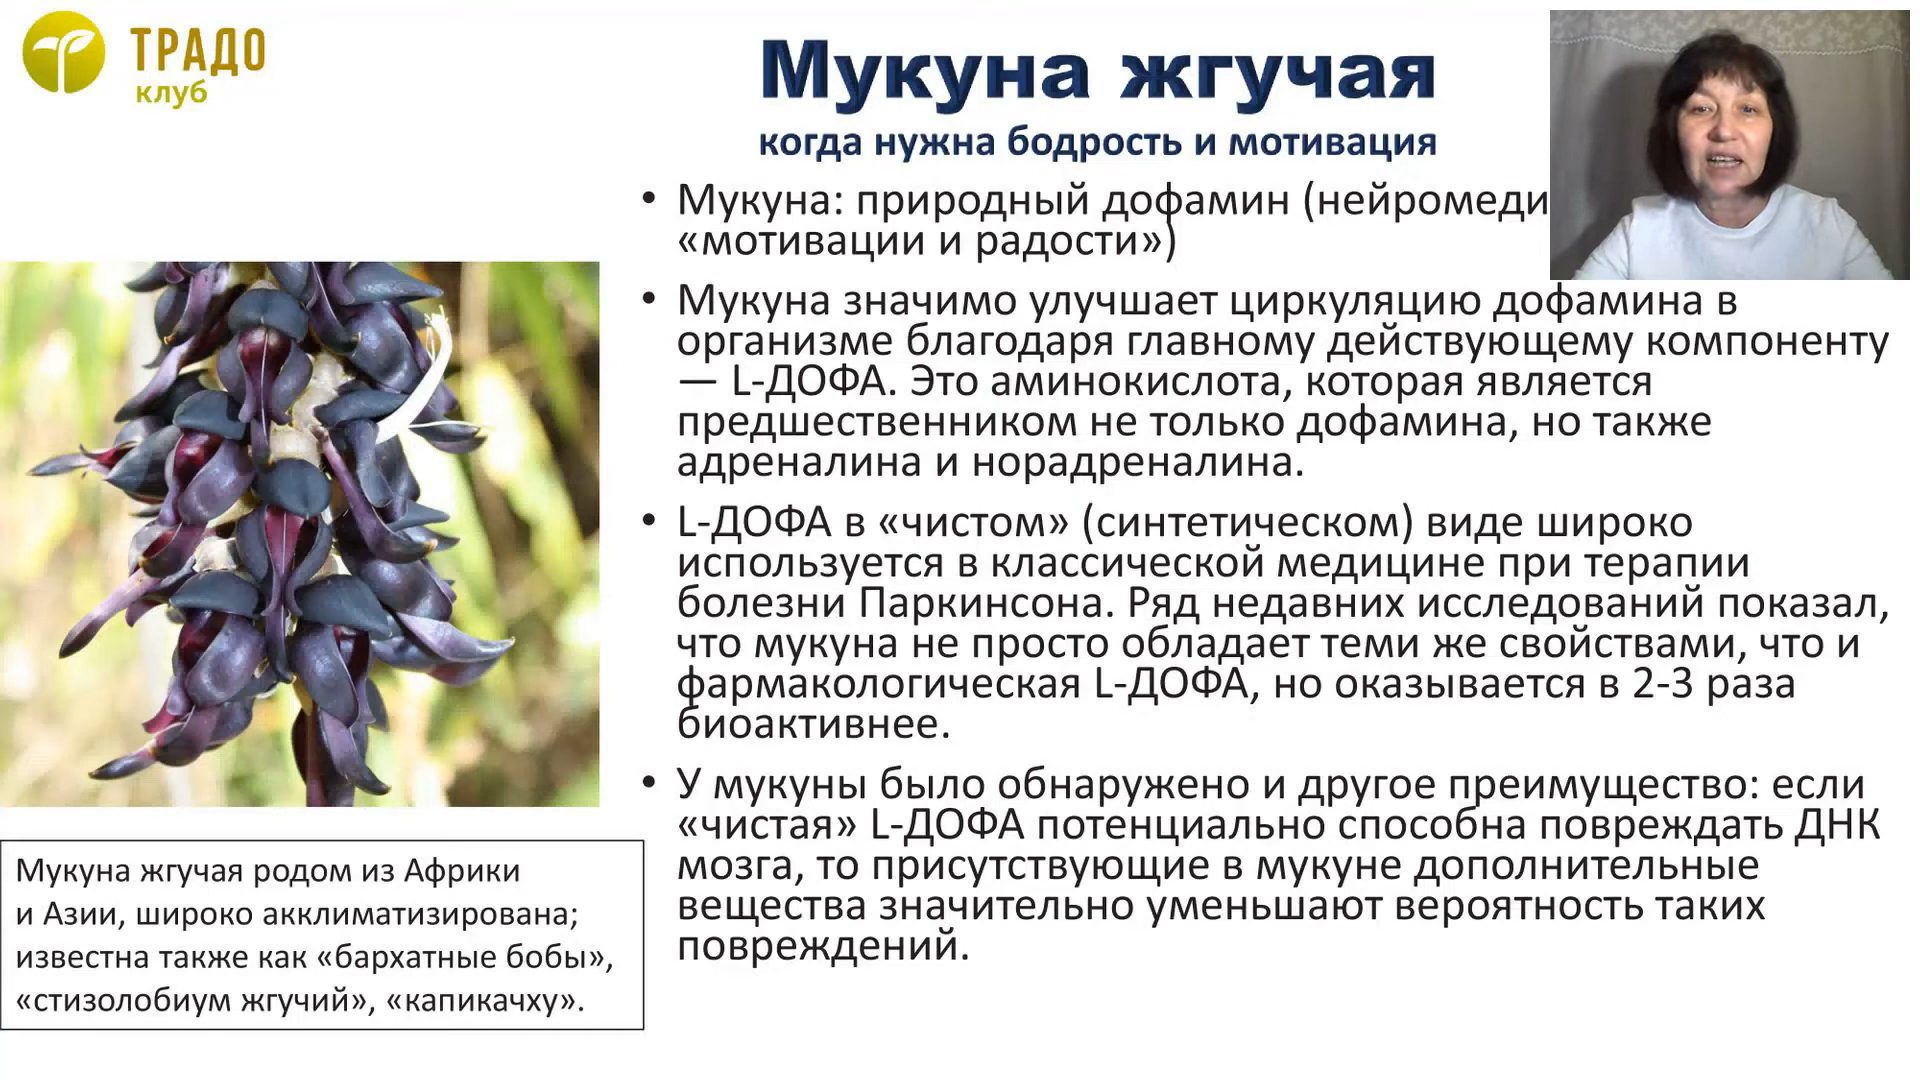 ТРАДО
клуб
Мукуна жгучая
когда нужна бодрость и мотивация
• Мукуна: природный дофамин
«мотивации и радости»)
• Мукуна значимо улучшает циркуляцию дофамина в
организме благодаря главному действующему компоненту
— L-ДОФА. Это аминокислота, которая является
предшественником не только дофамина, но также
адреналина и норадреналина.
• L-ДОФА в «чистом» (синтетическом) виде широко
используется в классической медицине при терапии
болезни Паркинсона. Ряд недавних исследований показал,
что мукуна не просто обладает теми же свойствами, что и
фармакологическая L-ДОФА, но оказывается в 2-3 раза
биоактивнее.
• У мукуны было обнаружено и другое преимущество: если
«чистая» L-ДОФА потенциально способна повреждать ДНК
мозга, то присутствующие в мукуне дополнительные
вещества значительно уменьшают вероятность таких
повреждений.
Мукуна жгучая родом из Африки
и Азии, широко акклиматизирована;
известна также как «бархатные бобы»,
«стизолобиум жгучий», «капикачху».